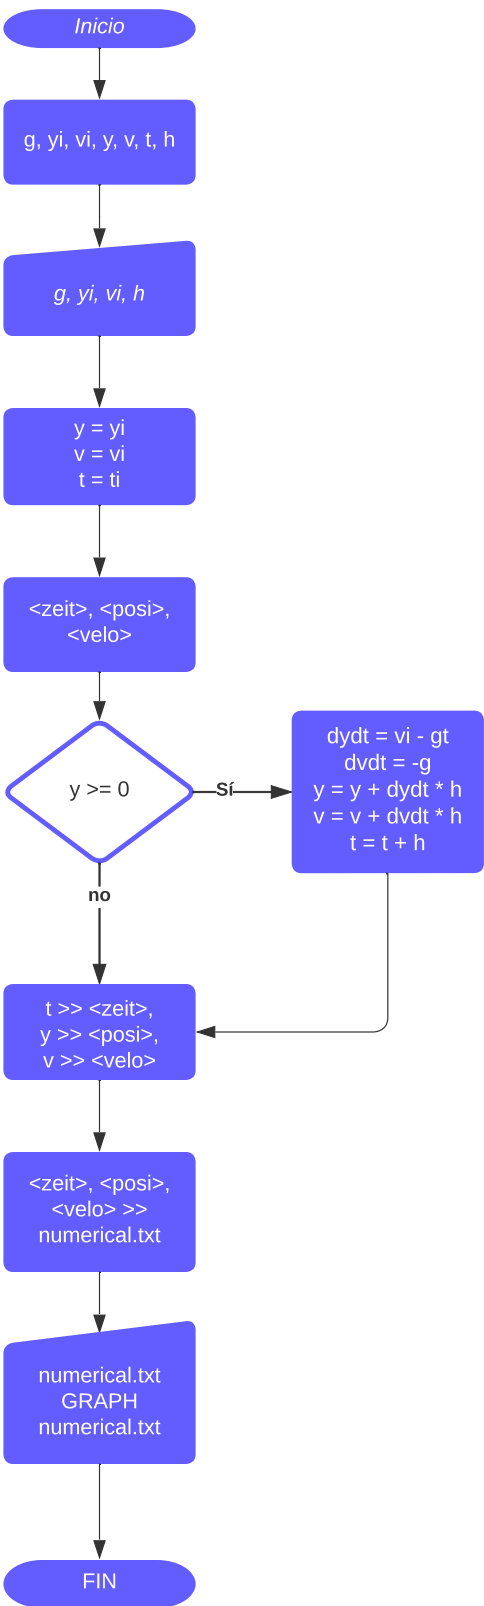 Inicio
g, yi, vi, y, v, t, h
g, yi, vi, h
y = yi
v = vi
t = ti
<zeit>, <posi>,
<velo>
y >= 0
Sí
dydt = vi - gt
dvdt = -g
y = y + dydt * h
v = v + dvdt * h
t = t + h
no
t >> <zeit>,
y >> <posi>,
v >> <velo>
<zeit>, <posi>,
<velo> >>
numerical.txt
numerical.txt
GRAPH
numerical.txt
FIN